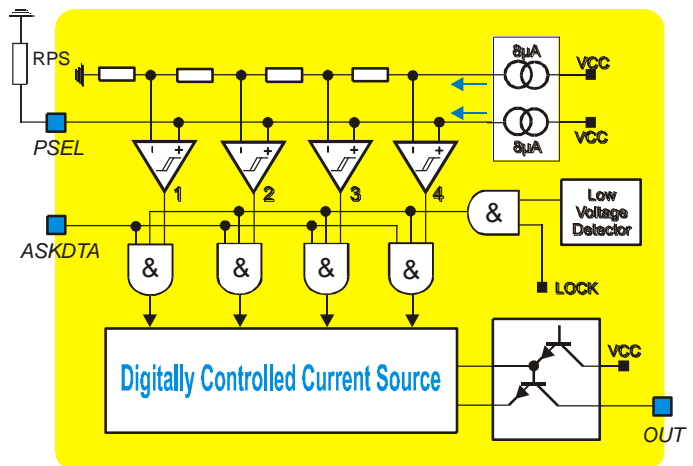 8µA
VCC
RPS
VCC
8µA
PSEL
- + - + - + - +
1 2 3 4
Low
Voltage
Detector
&
ASKDTA
& & & &
LOCK
Digitally Controlled Current Source
VCC
OUT